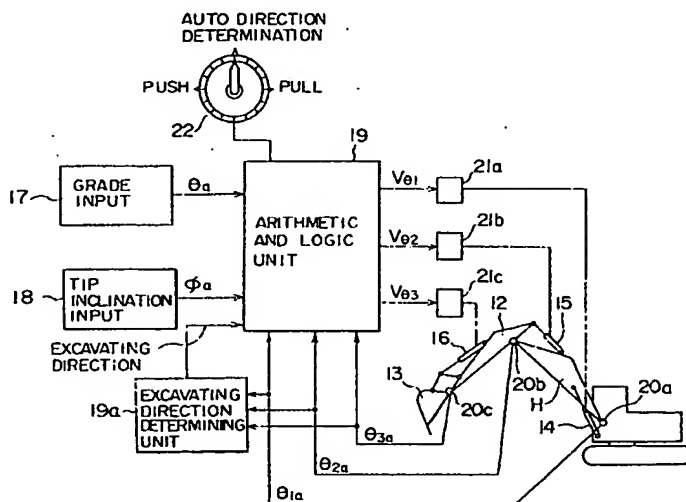 AUTO DIRECTION
DETERMINATION
PUSH
PULL
22
19
17
GRADE
INPUT
θa
ARITHMETIC
AND LOGIC
UNIT
Vθ1
21a
Vθ2
21b
Vθ3
21c
18
TIP
INCLINATION
INPUT
φa
EXCAVATING
DIRECTION
12
15
16
13
20b
20a
20c
H
14
19a
EXCAVATING
DIRECTION
DETERMINING
UNIT
θ3a
θ2a
θ1a